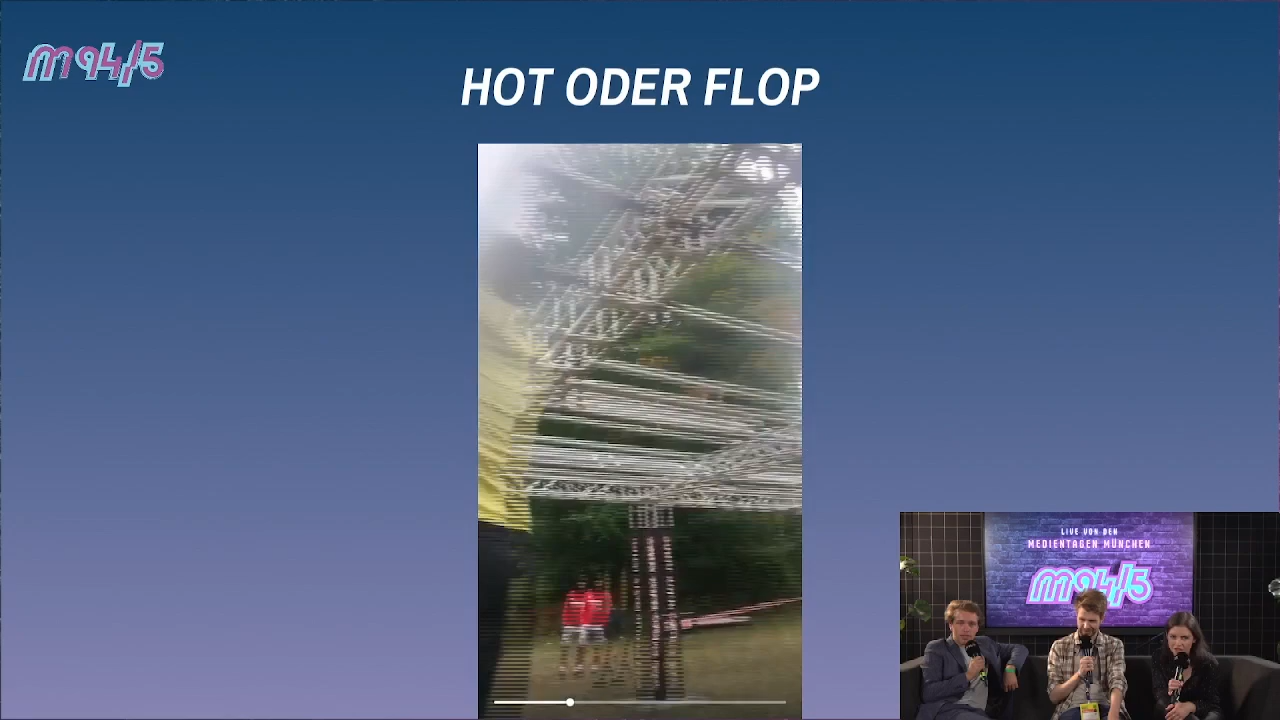 M94/5
HOT ODER FLOP
LIVE VON DEN
MEDIENTAGEN MÜNCHEN
M94/5